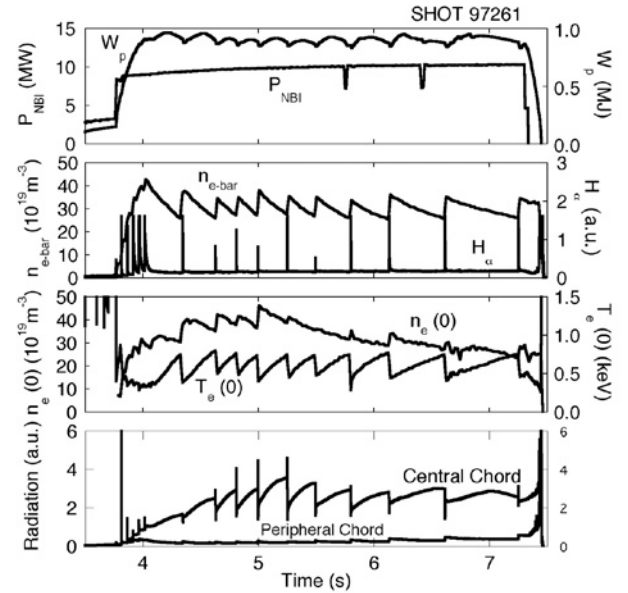 SHOT 97261
P_NBI (MW)
15
10
5
0
W_p
P_NBI
1.0
0.5
0.0
W_p (MJ)
n_e-bar (10^19 m^-3)
50
40
30
20
10
0
n_e-bar
H_α
3
2
1
0
H_α (a.u.)
n_e (0) (10^19 m^-3)
50
40
30
20
10
0
n_e (0)
T_e (0)
1.5
1.0
0.5
0.0
T_e (0) (keV)
Radiation (a.u.)
6
4
2
0
Central Chord
Peripheral Chord
6
4
2
0
4 5 6 7
Time (s)